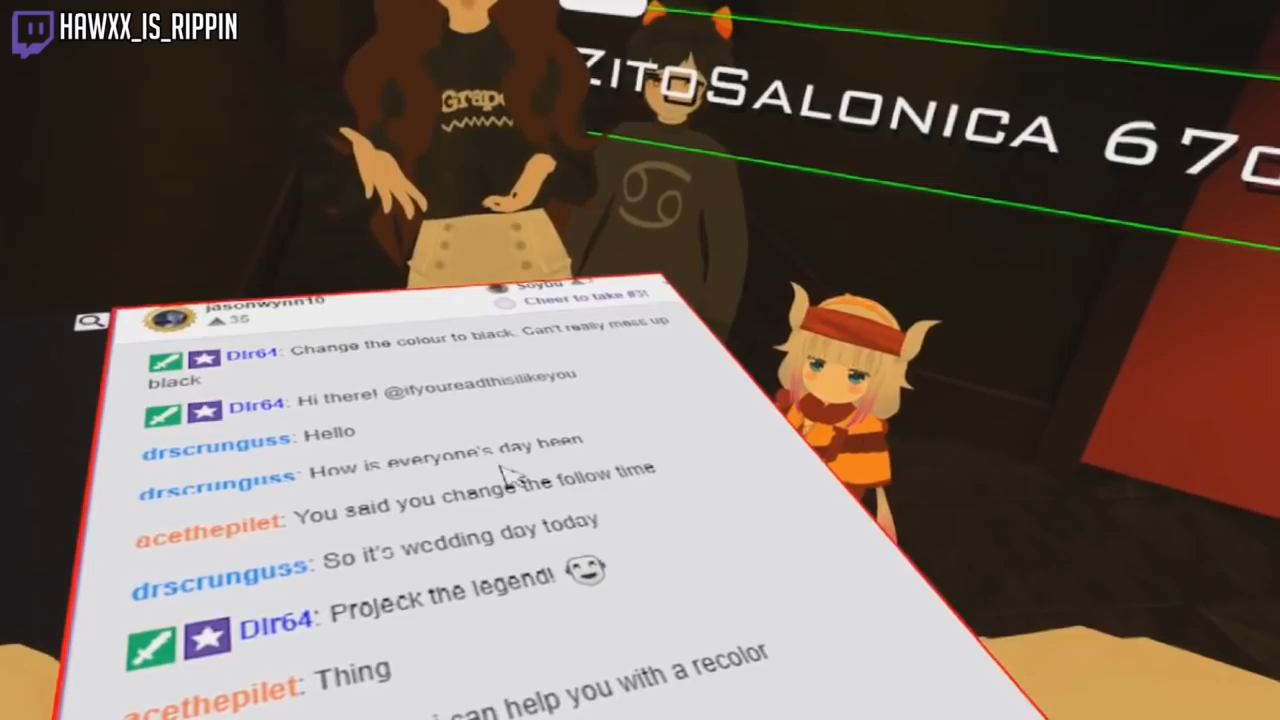 HAWXX_IS_RIPPIN
Grape
ZITOSALONICA 670
jasonwynn10
35
Soybu
Cheer to take #3!
Dlr64: Change the colour to black. Can't really mess up
black
Dlr64: Hi there! @ifyoureadthisilikeyou
drscrunguss: Hello
drscrunguss: How is everyone's day been
acethepilet: You said you change the follow time
drscrunguss: So it's wedding day today
Dlr64: Projeck the legend!
acethepilet: Thing
i can help you with a recolor